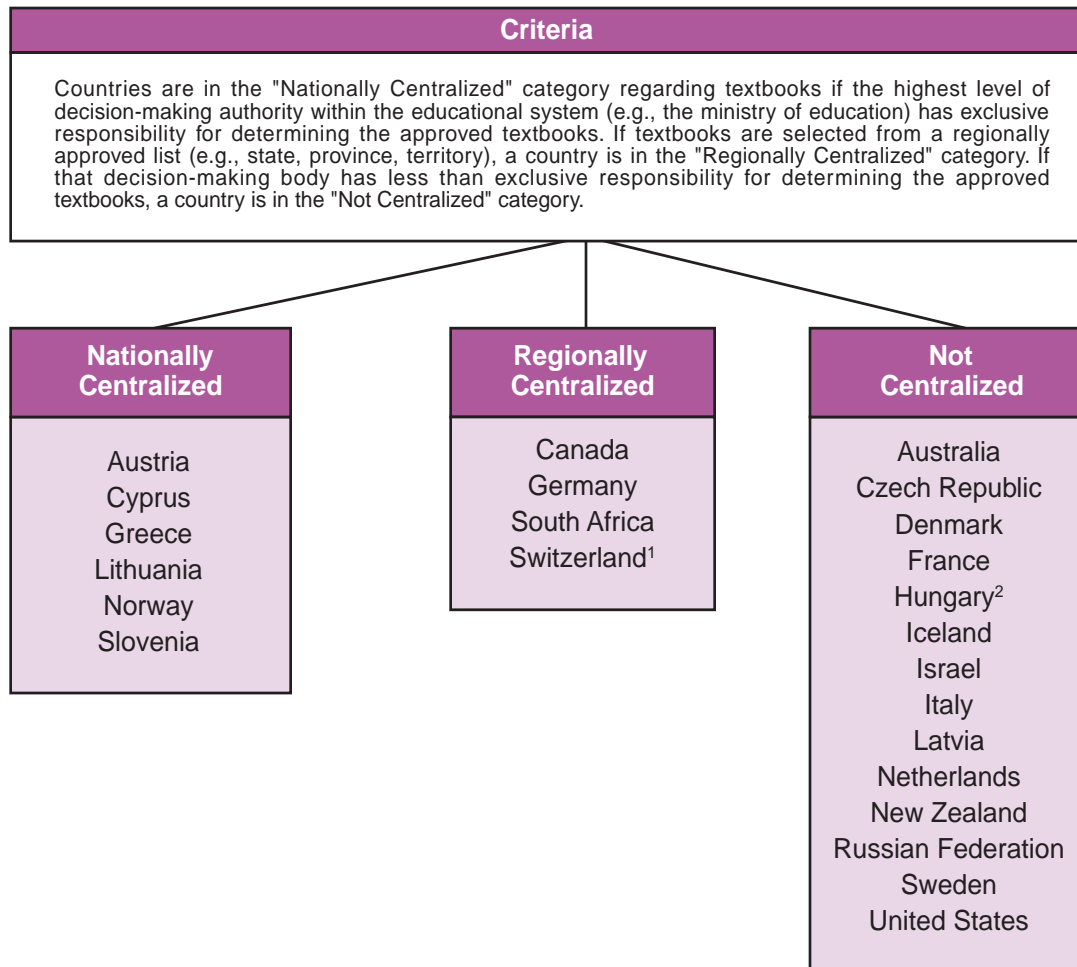 Criteria
Countries are in the "Nationally Centralized" category regarding textbooks if the highest level of
decision-making authority within the educational system (e.g., the ministry of education) has exclusive
responsibility for determining the approved textbooks. If textbooks are selected from a regionally
approved list (e.g., state, province, territory), a country is in the "Regionally Centralized" category. If
that decision-making body has less than exclusive responsibility for determining the approved
textbooks, a country is in the "Not Centralized" category.
Nationally
Centralized
Austria
Cyprus
Greece
Lithuania
Norway
Slovenia
Regionally
Centralized
Canada
Germany
South Africa
Switzerland¹
Not
Centralized
Australia
Czech Republic
Denmark
France
Hungary²
Iceland
Israel
Italy
Latvia
Netherlands
New Zealand
Russian Federation
Sweden
United States